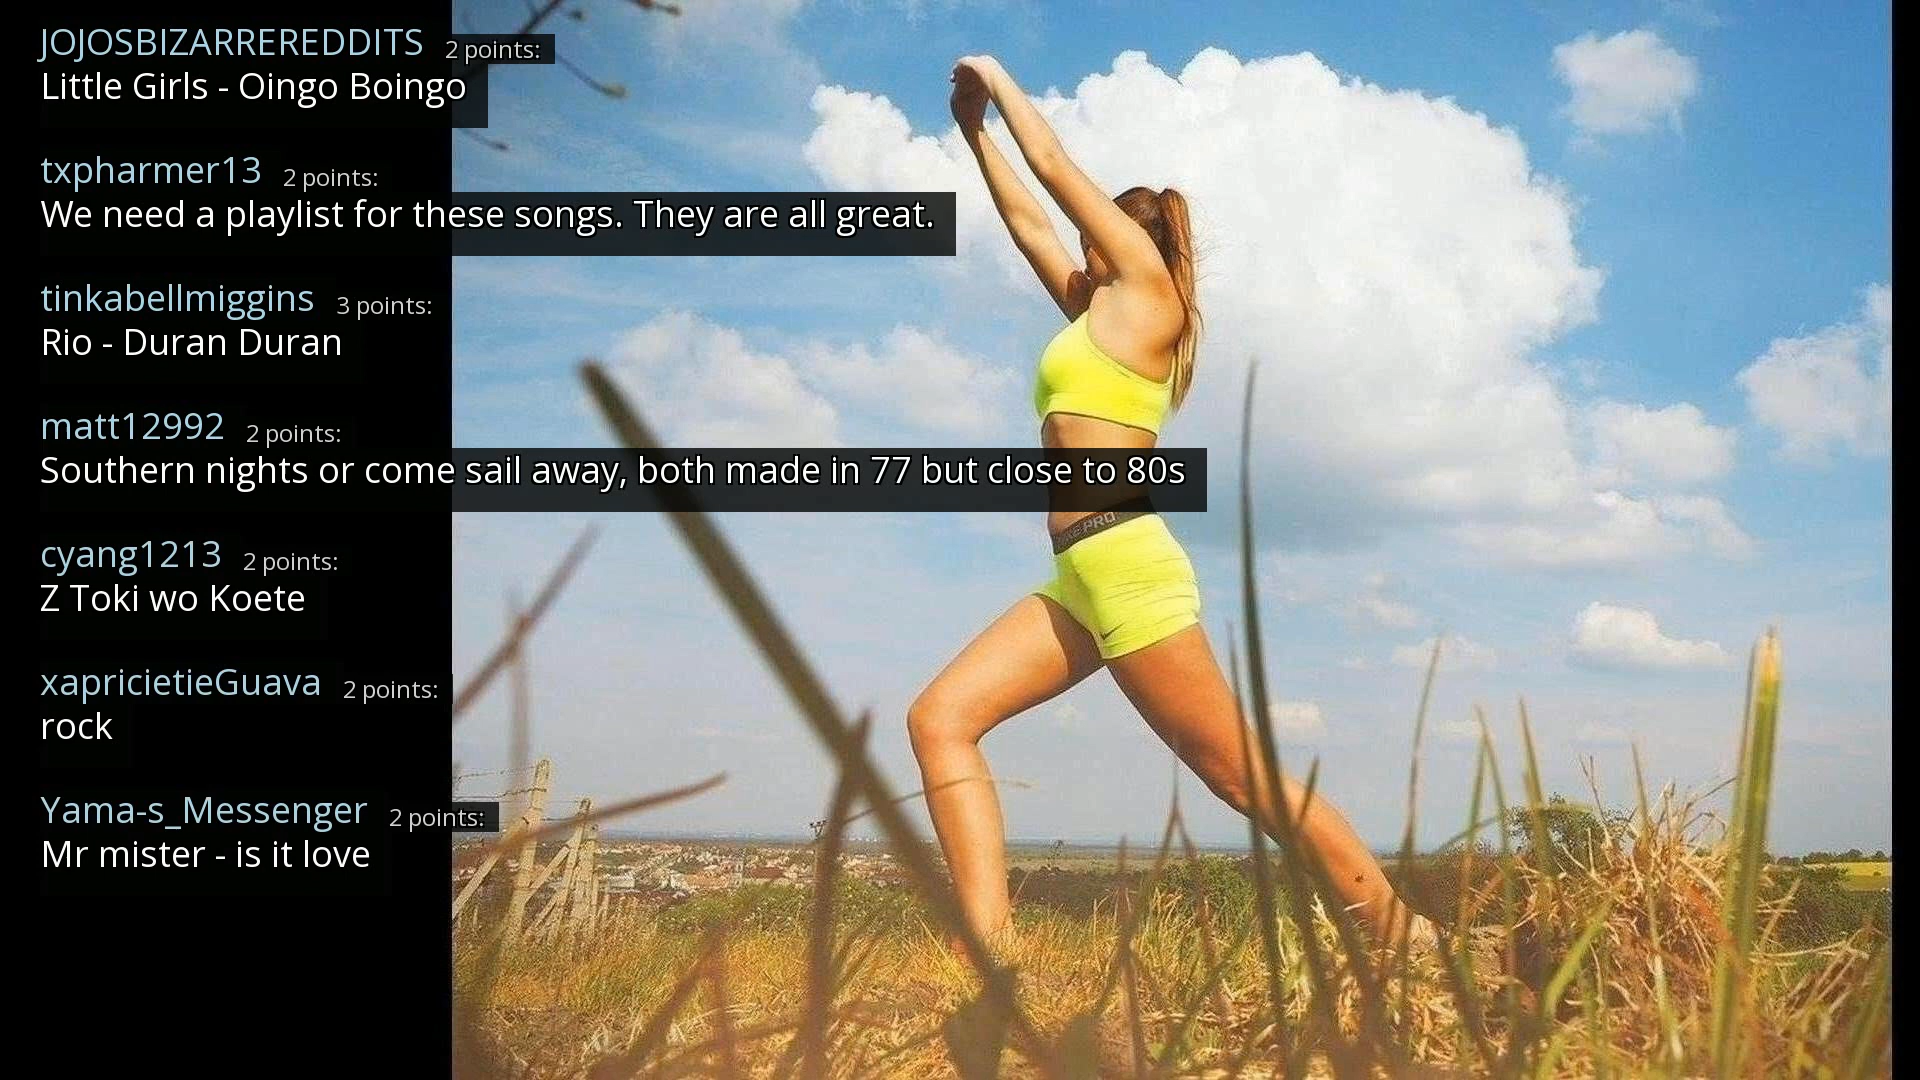 JOJOSBIZARREREDDITS 2 points:
Little Girls - Oingo Boingo
txpharmer13 2 points:
We need a playlist for these songs. They are all great.
tinkabellmiggins 3 points:
Rio - Duran Duran
matt12992 2 points:
Southern nights or come sail away, both made in 77 but close to 80s
PRO
cyang1213 2 points:
Z Toki wo Koete
xapricietieGuava 2 points:
rock
Yama-s_Messenger 2 points:
Mr mister - is it love